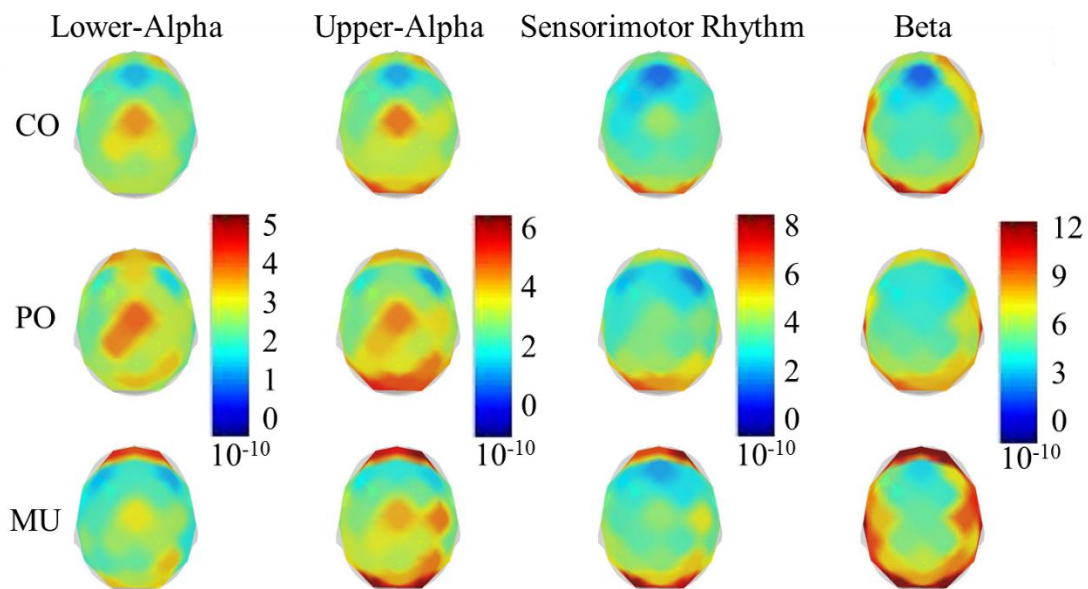 Lower-Alpha Upper-Alpha Sensorimotor Rhythm Beta
CO
5 6 8 12
4
3 4 6 9
PO
2 2 4 6
1 2 3
0 0 0 0
10-10 10-10 10-10 10-10
MU